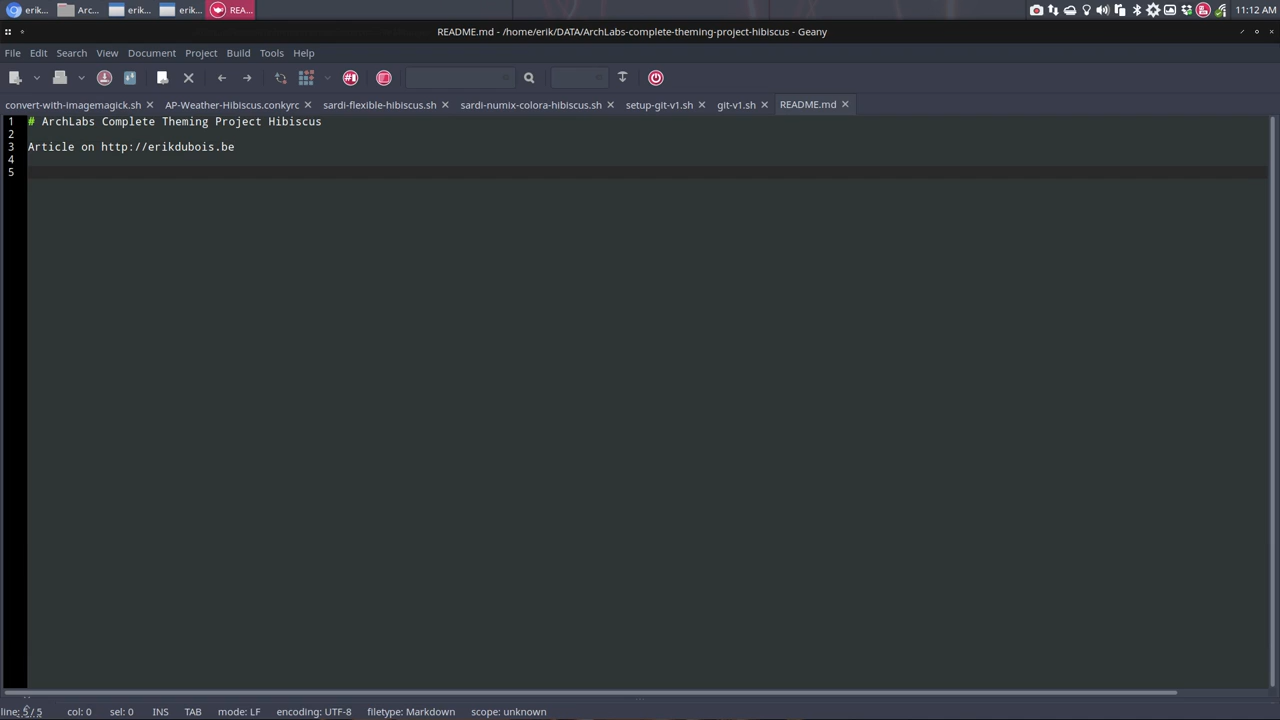 erik... Arc... erik... erik... REA... 11:12 AM
README.md - /home/erik/DATA/ArchLabs-complete-theming-project-hibiscus - Geany
File Edit Search View Document Project Build Tools Help
convert-with-imagemagick.sh AP-Weather-Hibiscus.conkyrc sardi-flexible-hibiscus.sh sardi-numix-colora-hibiscus.sh setup-git-v1.sh git-v1.sh README.md
1 # ArchLabs Complete Theming Project Hibiscus
2
3 Article on http://erikdubois.be
4
5
line: 5 / 5 col: 0 sel: 0 INS TAB mode: LF encoding: UTF-8 filetype: Markdown scope: unknown